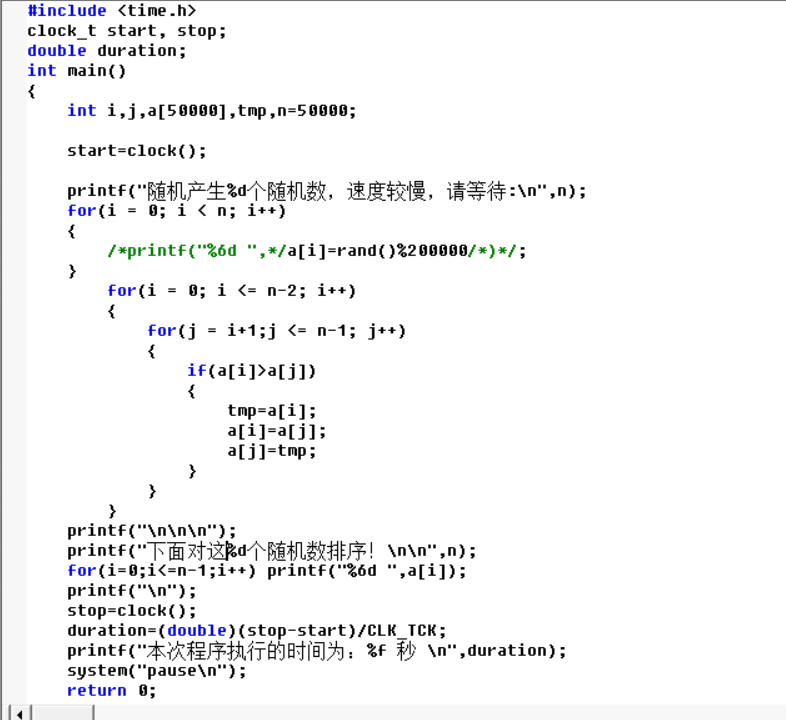 #include <time.h>
clock_t start, stop;
double duration;
int main()
{
    int i,j,a[50000],tmp,n=50000;
    start=clock();
    printf("随机产生%d个随机数，速度较慢，请等待:\n",n);
    for(i = 0; i < n; i++)
    {
        /*printf("%6d ",*/a[i]=rand()%200000/*)*/;
    }
        for(i = 0; i <= n-2; i++)
        {
            for(j = i+1;j <= n-1; j++)
            {
                if(a[i]>a[j])
                {
                    tmp=a[i];
                    a[i]=a[j];
                    a[j]=tmp;
                }
            }
        }
    printf("\n\n\n");
    printf("下面对这%d个随机数排序！\n\n",n);
    for(i=0;i<=n-1;i++) printf("%6d ",a[i]);
    printf("\n");
    stop=clock();
    duration=(double)(stop-start)/CLK_TCK;
    printf("本次程序执行的时间为：%f 秒 \n",duration);
    system("pause\n");
    return 0;